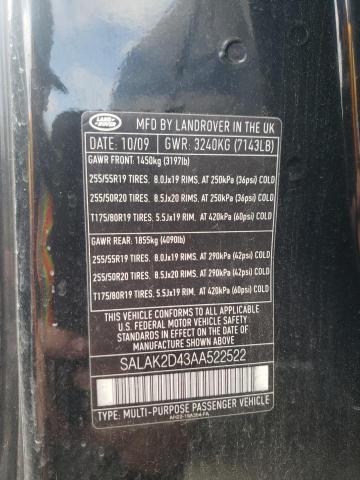 LAND ROVER
MFD BY LANDROVER IN THE UK
DATE: 10/09 GWR: 3240KG (7143LB)
GAWR FRONT: 1450kg (3197lb)
255/55R19 TIRES. 8.0Jx19 RIMS. AT 250kPa (36psi) COLD
255/50R20 TIRES. 8.5Jx20 RIMS. AT 250kPa (36psi) COLD
T175/80R19 TIRES. 5.5Jx19 RIM. AT 420kPa (60psi) COLD
GAWR REAR: 1855kg (4090lb)
255/55R19 TIRES. 8.0Jx19 RIMS. AT 290kPa (42psi) COLD
255/50R20 TIRES. 8.5Jx20 RIMS. AT 290kPa (42psi) COLD
T175/80R19 TIRES. 5.5Jx19 RIM. AT 420kPa (60psi) COLD
THIS VEHICLE CONFORMS TO ALL APPLICABLE
U.S. FEDERAL MOTOR VEHICLE SAFETY STANDARDS IN
EFFECT ON THE DATE OF MANUFACTURE SHOWN ABOVE
SALAK2D43AA522522
TYPE: MULTI-PURPOSE PASSENGER VEHICLE